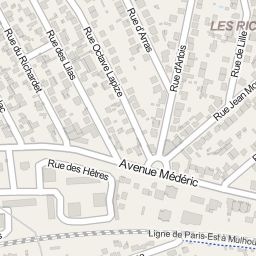 Rue du Richardet
Rue des Lilas
Rue Octave Lapize
Rue d'Arras
Rue d'Artois
LES RIC
Rue de Lille
Rue Jean Mo
Avenue Médéric
Rue des Hêtres
Ligne de Paris-Est à Mulhou